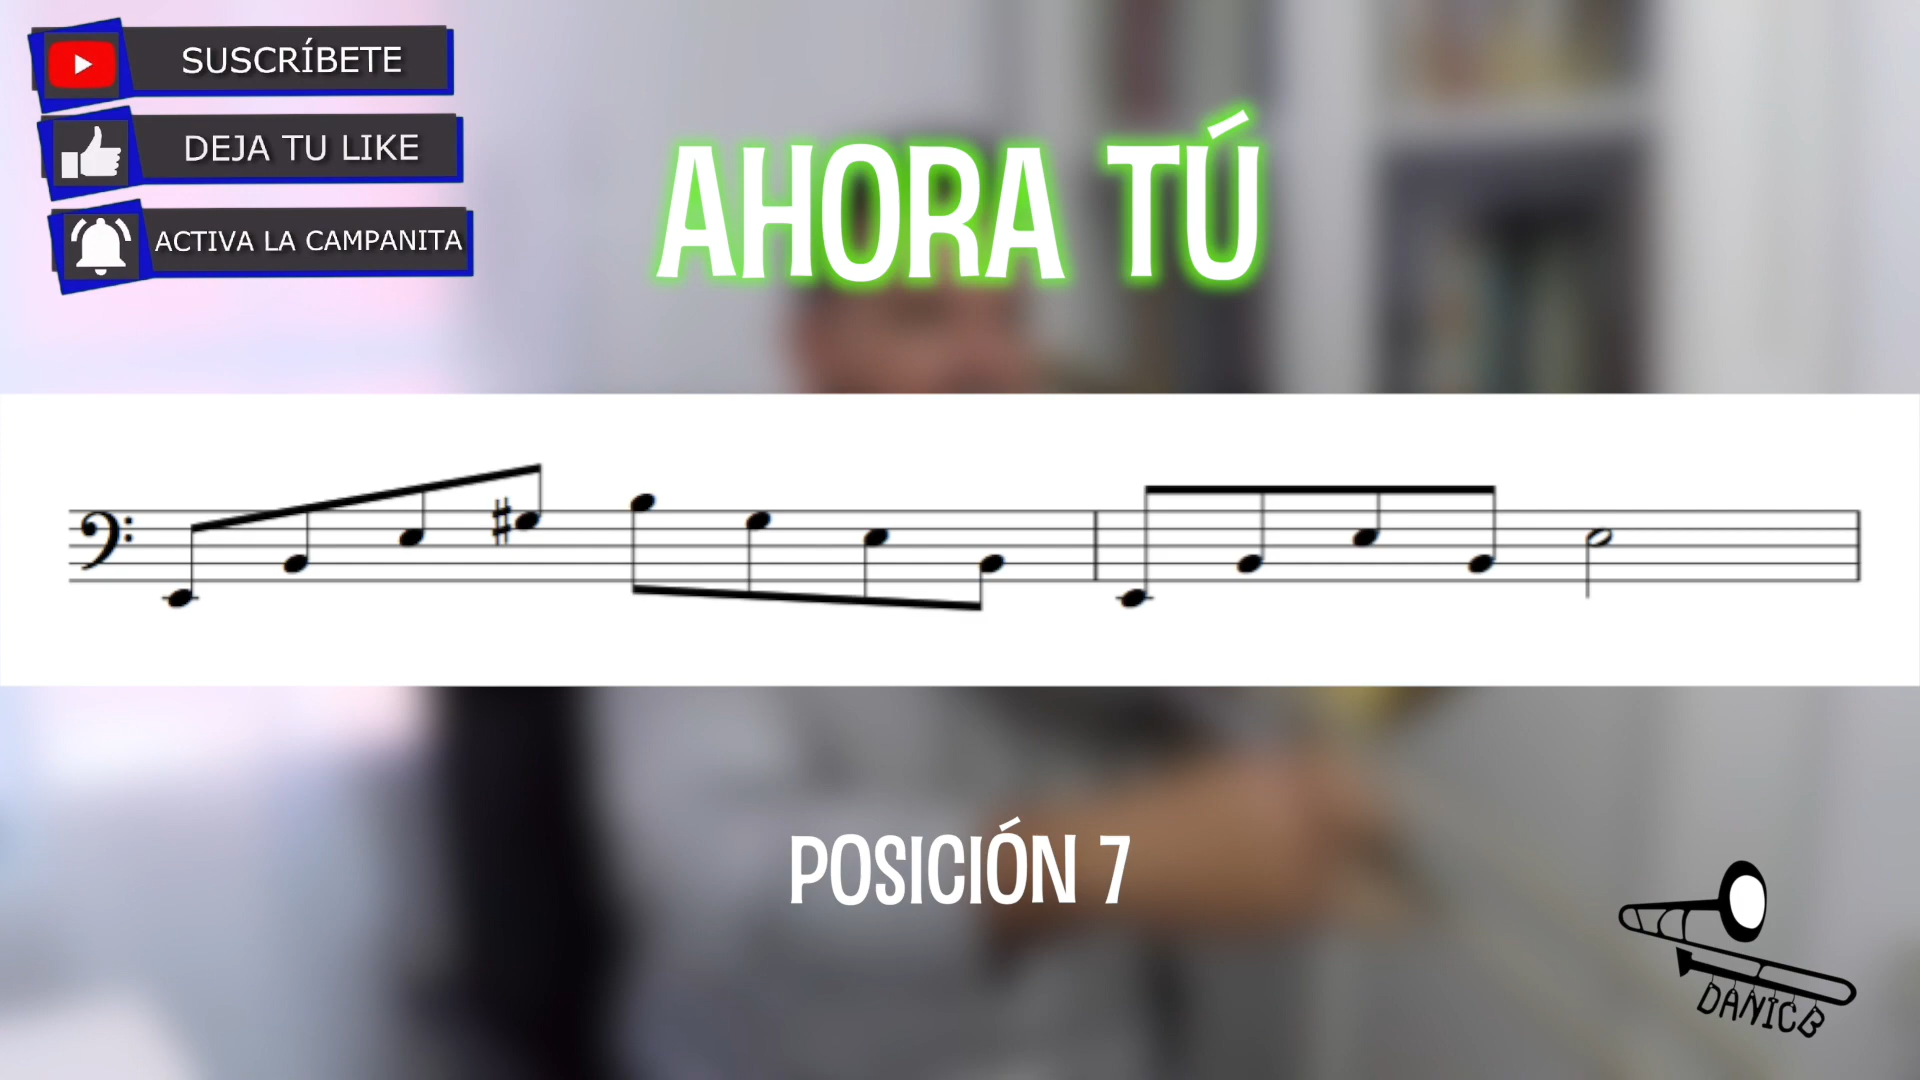 SUSCRÍBETE
DEJA TU LIKE
ACTIVA LA CAMPANITA
AHORA TÚ
POSICIÓN 7
DANICB